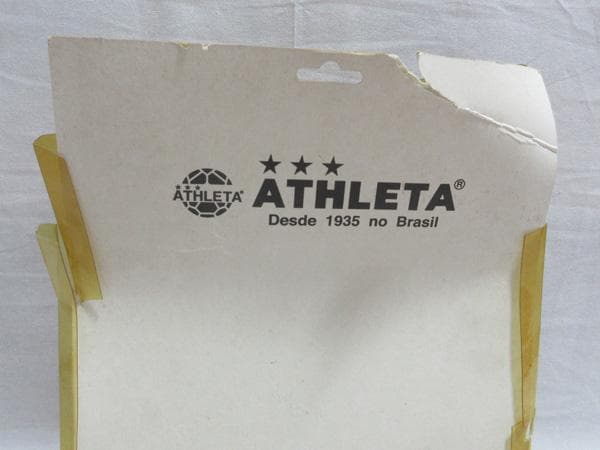 ★★★
ATHLETA®
★★★
ATHLETA®
Desde 1935 no Brasil